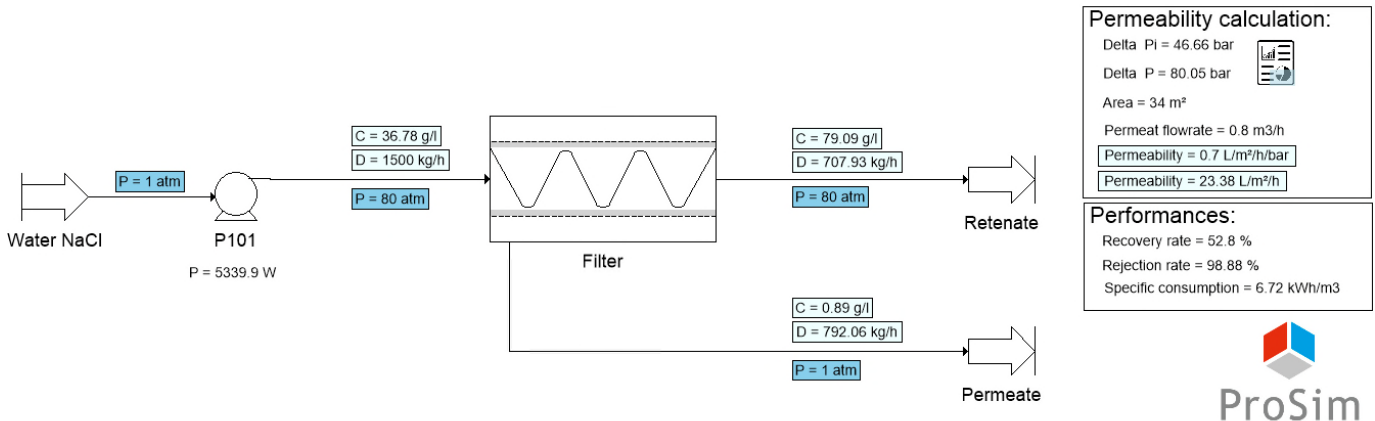 Permeability calculation:
Delta Pi = 46.66 bar
Delta P = 80.05 bar
Area = 34 m²
Permeat flowrate = 0.8 m3/h
Permeability = 0.7 L/m²/h/bar
Permeability = 23.38 L/m²/h
Performances:
Recovery rate = 52.8 %
Rejection rate = 98.88 %
Specific consumption = 6.72 kWh/m3
C = 36.78 g/l
D = 1500 kg/h
P = 80 atm
C = 79.09 g/l
D = 707.93 kg/h
P = 80 atm
P = 1 atm
Water NaCl
P101
P = 5339.9 W
Filter
Retenate
C = 0.89 g/l
D = 792.06 kg/h
P = 1 atm
Permeate
ProSim